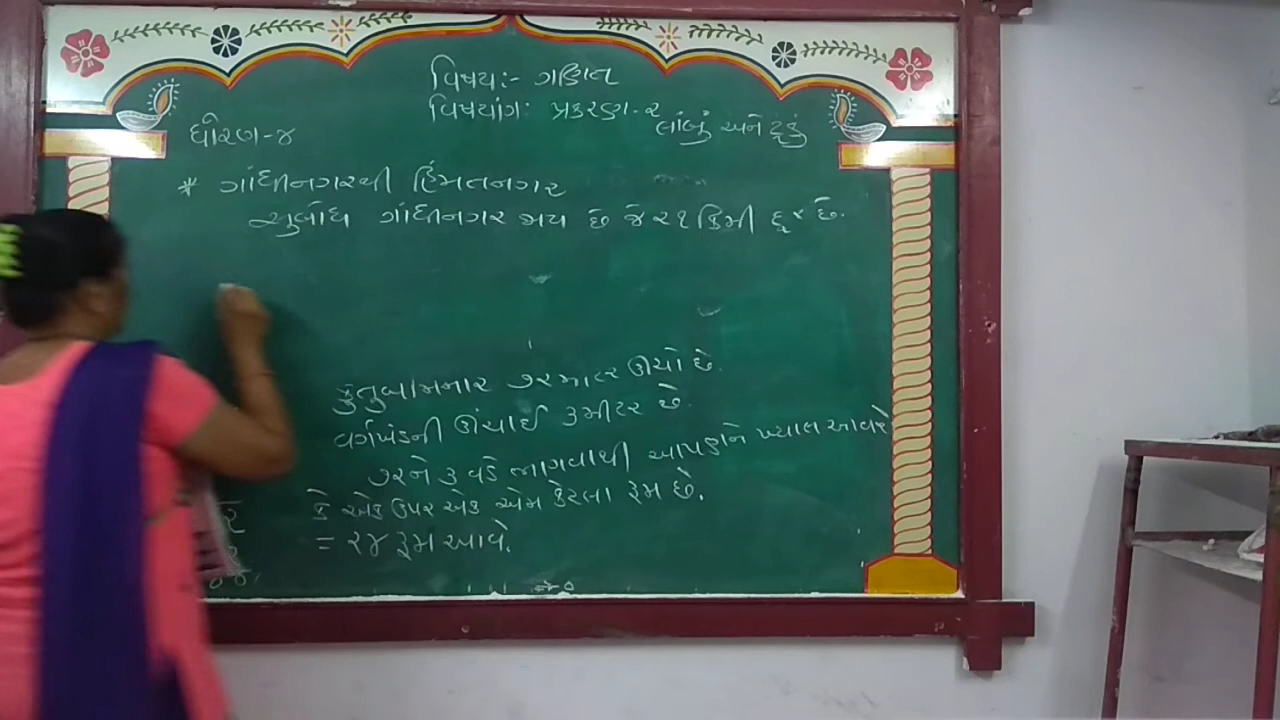 વિષય:- ગણિત
વિષયાંગ: પ્રકરણ-૨
લાંબું અને ટૂંકું
ધોરણ-૪
* ગાંધીનગરથી હિંમતનગર
સુબોધ ગાંધીનગર જાય છે જે ૨૧ કિમી દૂર છે.
કુતુબમિનાર ૭૨ મીટર ઊંચો છે.
વર્ગખંડની ઊંચાઈ ૩ મીટર છે.
૭૨ને ૩ વડે ભાગવાથી આપણને ખ્યાલ આવશે
કે એક ઉપર એક એમ કેટલા રૂમ છે.
= ૨૪ રૂમ આવે.